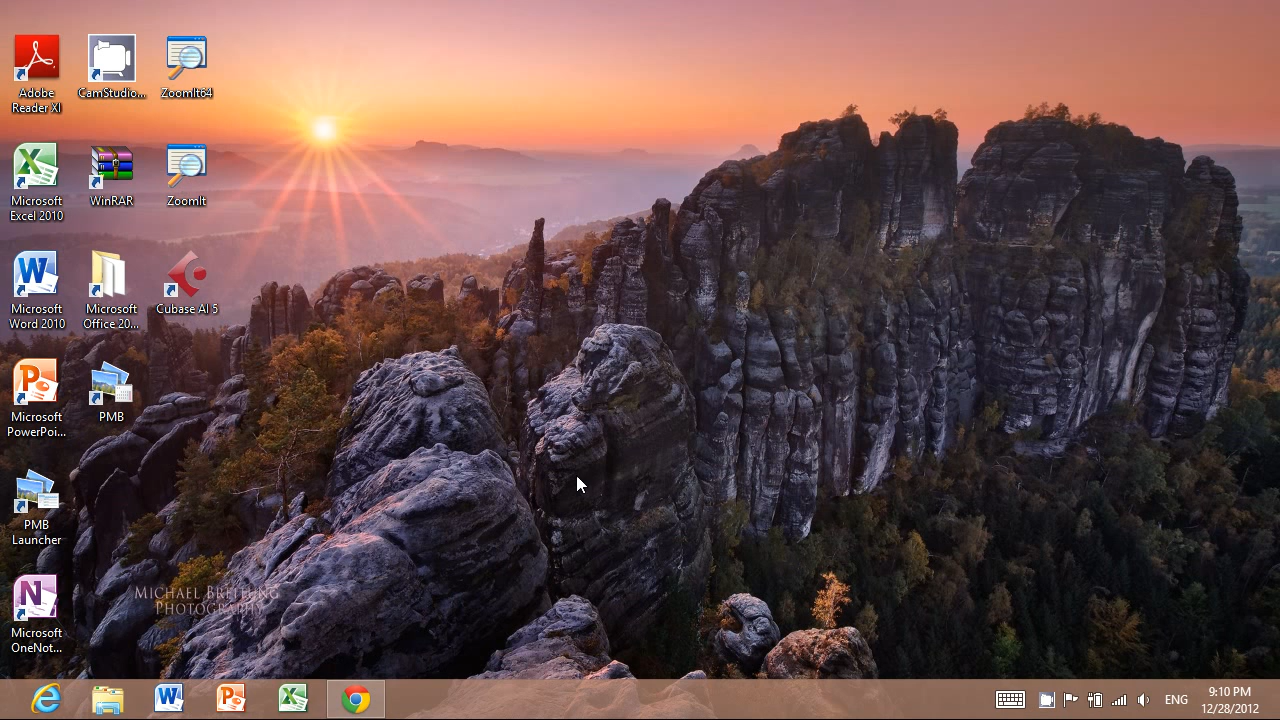 Adobe
Reader XI
CamStudio...
ZoomIt64
Microsoft
Excel 2010
WinRAR
ZoomIt
Microsoft
Word 2010
Microsoft
Office 20...
Cubase AI 5
Microsoft
PowerPoi...
PMB
PMB
Launcher
Microsoft
OneNot...
Michael Breitung
Photography
ENG
9:10 PM
12/28/2012